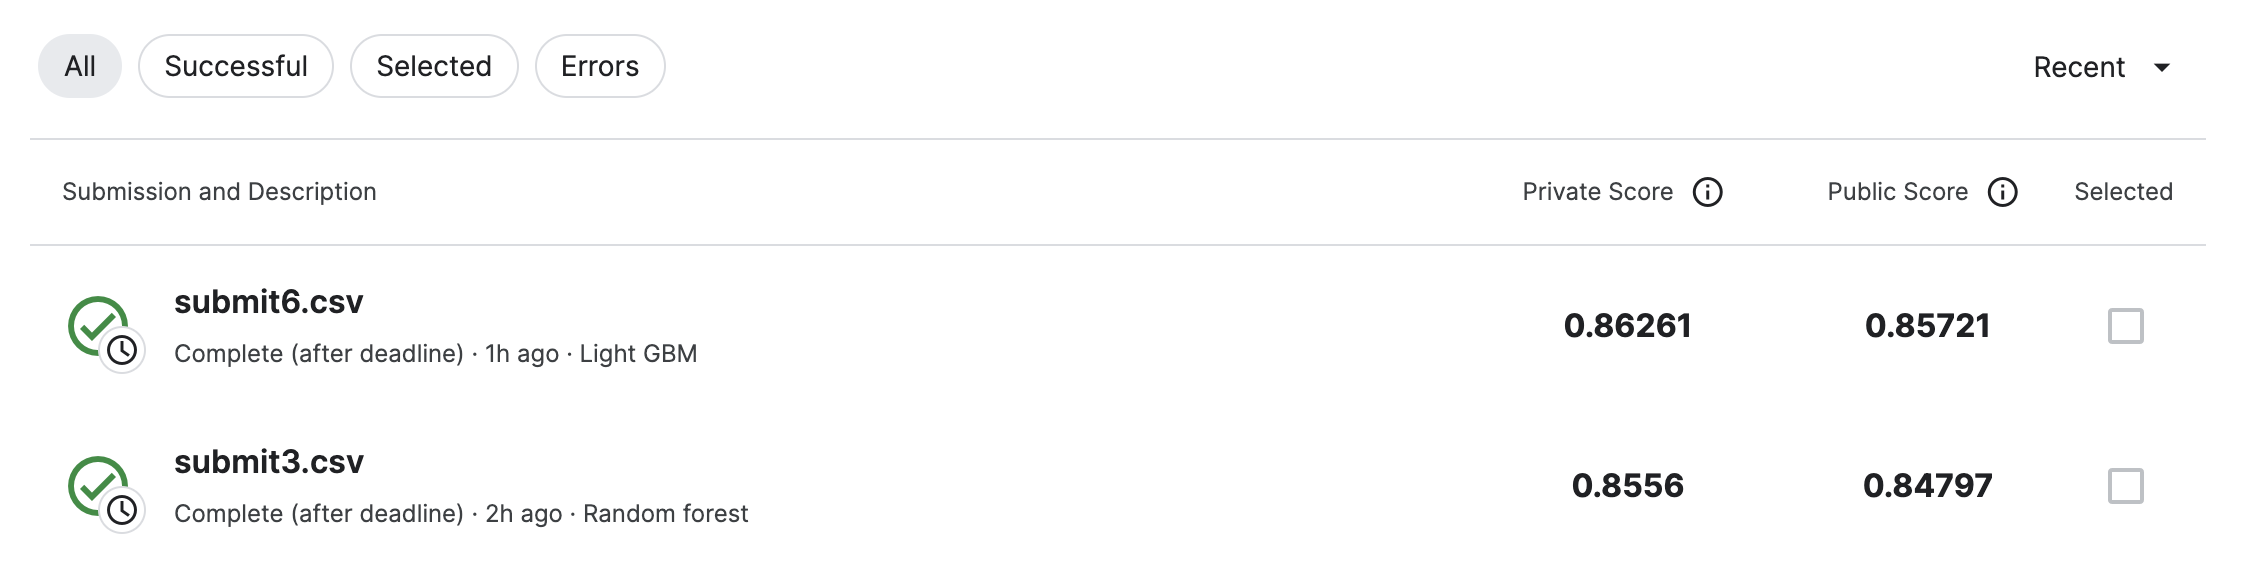 All Successful Selected Errors Recent
Submission and Description Private Score Public Score Selected
submit6.csv
Complete (after deadline) · 1h ago · Light GBM
0.86261 0.85721
submit3.csv
Complete (after deadline) · 2h ago · Random forest
0.8556 0.84797